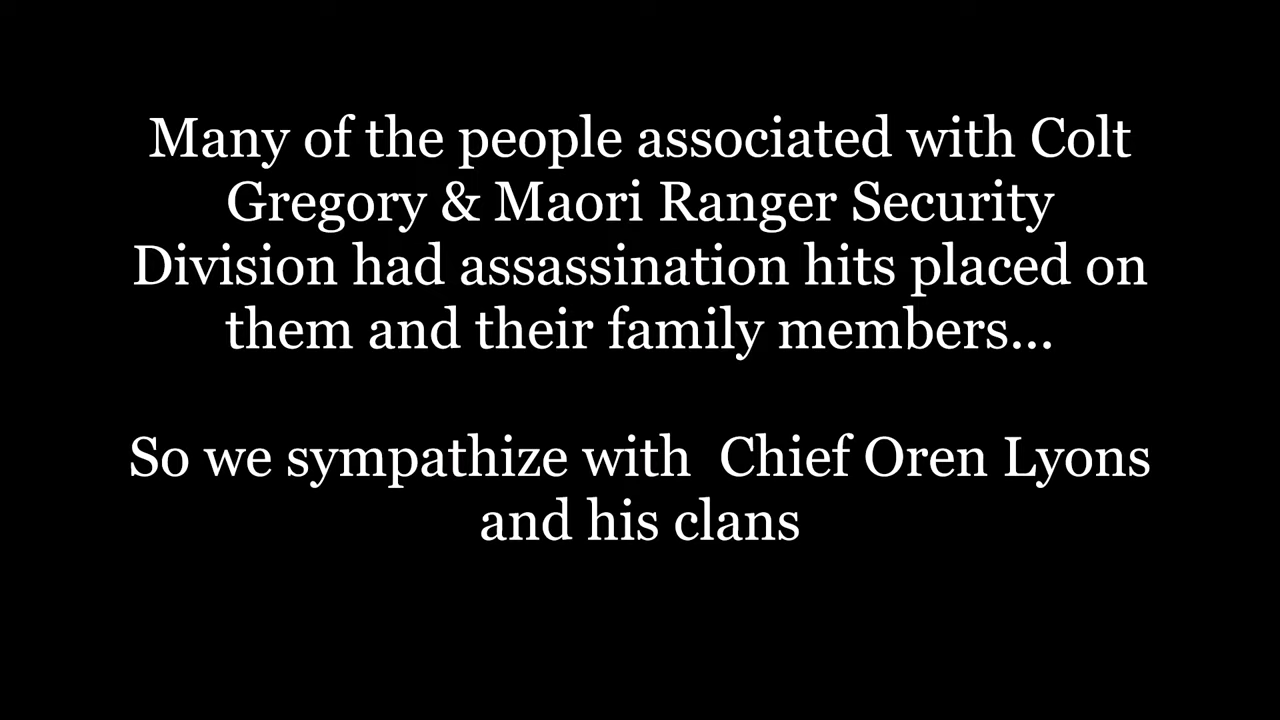 Many of the people associated with Colt
Gregory & Maori Ranger Security
Division had assassination hits placed on
them and their family members...
So we sympathize with  Chief Oren Lyons
and his clans